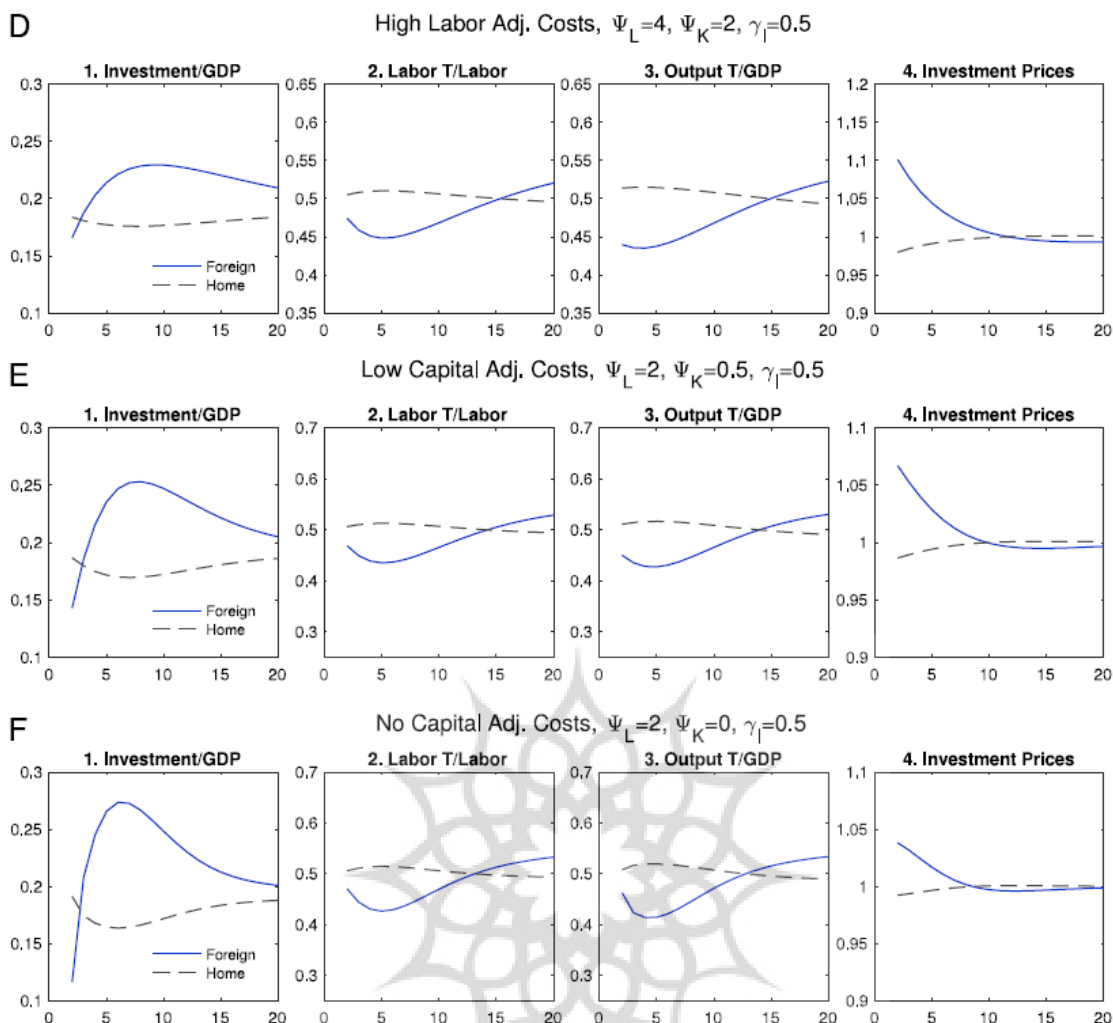 D
High Labor Adj. Costs, Ψ_L=4, Ψ_K=2, γ_I=0.5
1. Investment/GDP
0.3
0.25
0.2
0.15
0.1
0 5 10 15 20
Foreign
Home
2. Labor T/Labor
0.65
0.6
0.55
0.5
0.45
0.4
0.35
0 5 10 15 20
3. Output T/GDP
0.65
0.6
0.55
0.5
0.45
0.4
0.35
0 5 10 15 20
4. Investment Prices
1.2
1.15
1.1
1.05
1
0.95
0.9
0 5 10 15 20
E
Low Capital Adj. Costs, Ψ_L=2, Ψ_K=0.5, γ_I=0.5
1. Investment/GDP
0.3
0.25
0.2
0.15
0.1
0 5 10 15 20
Foreign
Home
2. Labor T/Labor
0.7
0.6
0.5
0.4
0.3
0 5 10 15 20
3. Output T/GDP
0.7
0.6
0.5
0.4
0.3
0 5 10 15 20
4. Investment Prices
1.1
1.05
1
0.95
0.9
0 5 10 15 20
F
No Capital Adj. Costs, Ψ_L=2, Ψ_K=0, γ_I=0.5
1. Investment/GDP
0.3
0.25
0.2
0.15
0.1
0 5 10 15 20
Foreign
Home
2. Labor T/Labor
0.7
0.6
0.5
0.4
0.3
0 5 10 15 20
3. Output T/GDP
0.7
0.6
0.5
0.4
0.3
0 5 10 15 20
4. Investment Prices
1.1
1.05
1
0.95
0.9
0 5 10 15 20